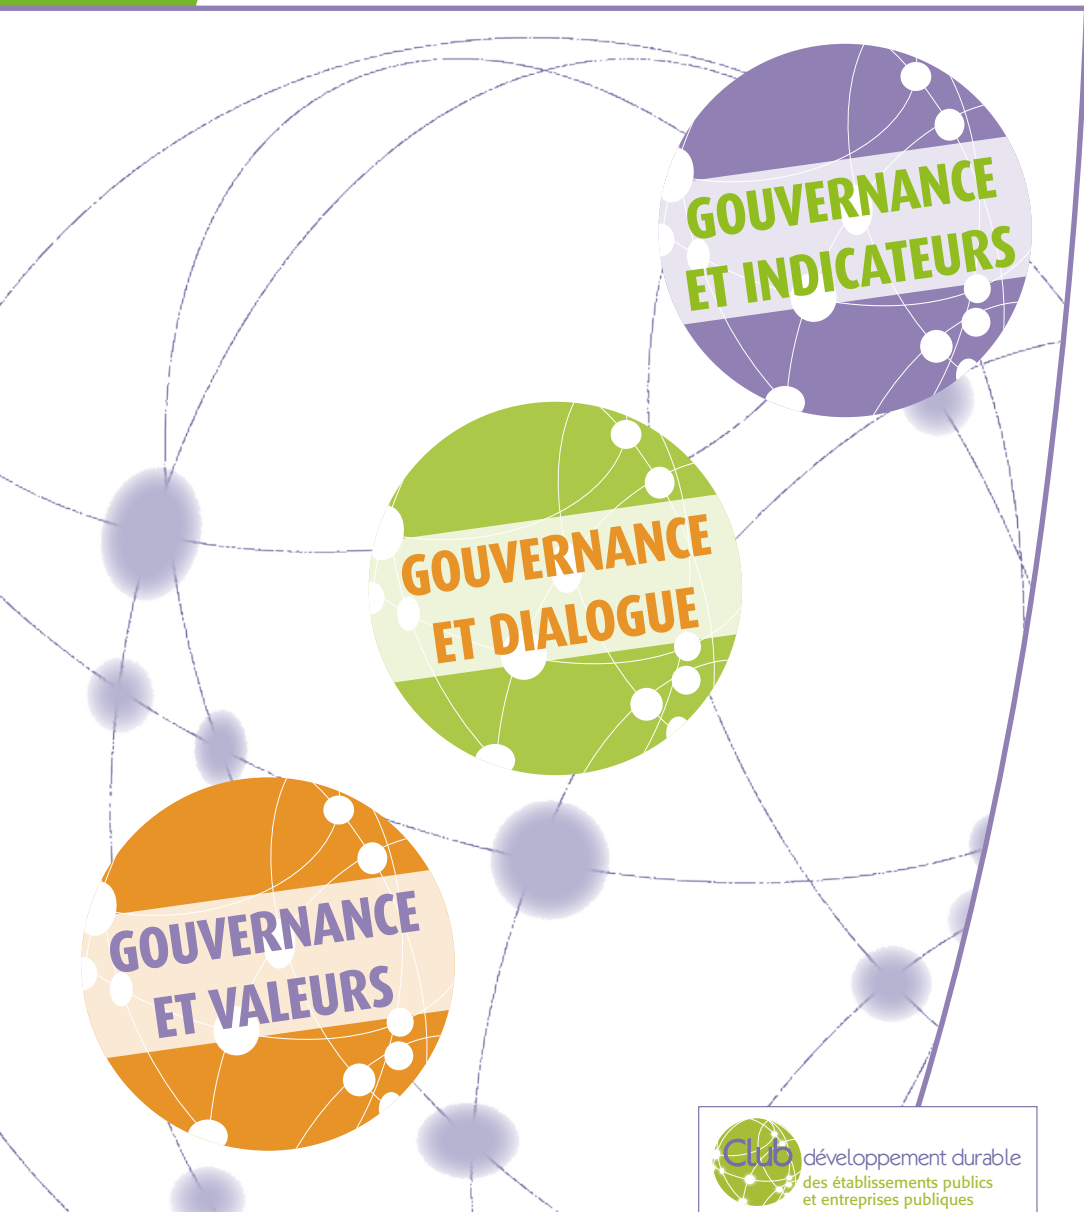 GOUVERNANCE
ET INDICATEURS
GOUVERNANCE
ET DIALOGUE
GOUVERNANCE
ET VALEURS
Club développement durable
des établissements publics
et entreprises publiques